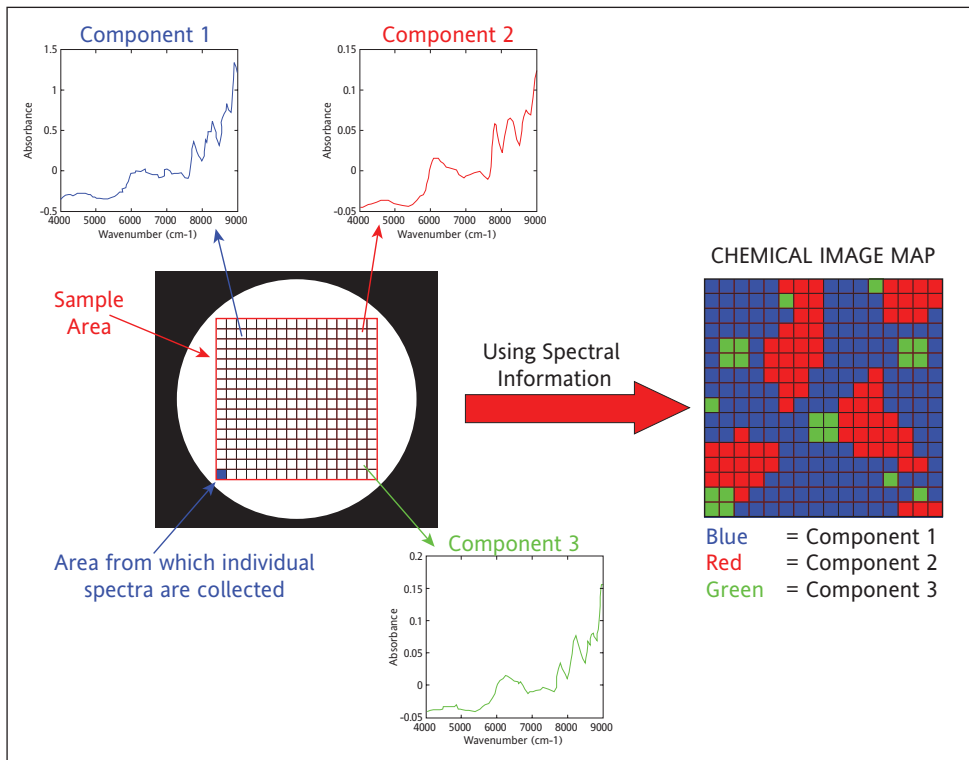 Component 1
1.5
1
0.5
0
-0.5
Absorbance
4000 5000 6000 7000 8000 9000
Wavenumber (cm-1)
Component 2
0.15
0.1
0.05
0
-0.05
Absorbance
4000 5000 6000 7000 8000 9000
Wavenumber (cm-1)
Sample
Area
Using Spectral
Information
CHEMICAL IMAGE MAP
Area from which individual
spectra are collected
Component 3
0.2
0.15
0.1
0.05
0
-0.05
Absorbance
4000 5000 6000 7000 8000 9000
Wavenumber (cm-1)
Blue = Component 1
Red = Component 2
Green = Component 3